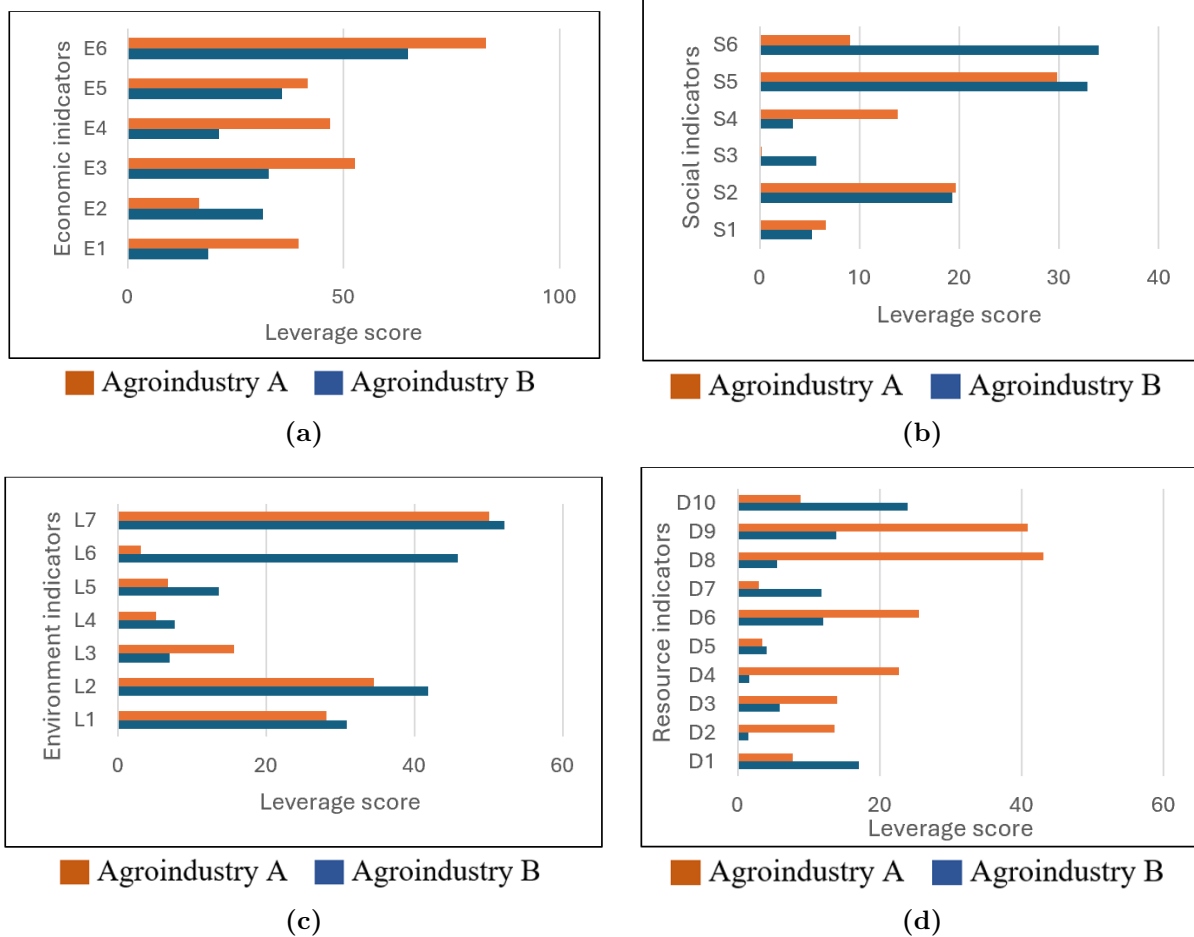 Economic inidcators
E6
E5
E4
E3
E2
E1
0 50 100
Leverage score
Agroindustry A Agroindustry B
(a)
Social indicators
S6
S5
S4
S3
S2
S1
0 10 20 30 40
Leverage score
Agroindustry A Agroindustry B
(b)
Environment indicators
L7
L6
L5
L4
L3
L2
L1
0 20 40 60
Leverage score
Agroindustry A Agroindustry B
(c)
Resource indicators
D10
D9
D8
D7
D6
D5
D4
D3
D2
D1
0 20 40 60
Leverage score
Agroindustry A Agroindustry B
(d)